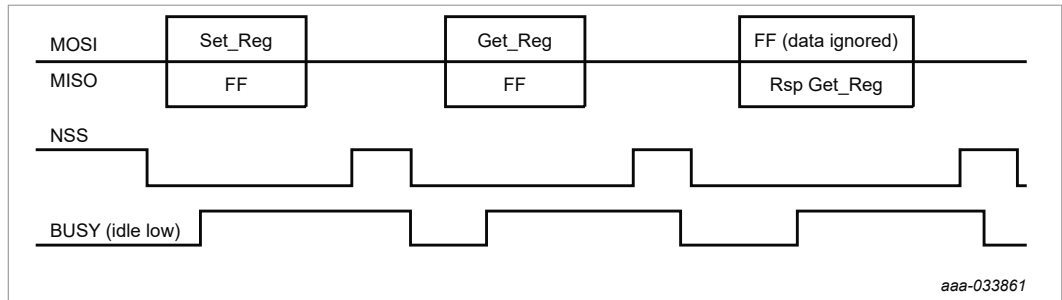 MOSI Set_Reg Get_Reg FF (data ignored)
MISO FF FF Rsp Get_Reg
NSS
BUSY (idle low)
aaa-033861